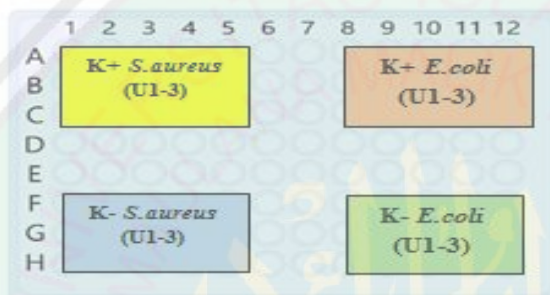 1 2 3 4 5 6 7 8 9 10 11 12
A
B
C
D
E
F
G
H
K+ S.aureus
(U1-3)
K+ E.coli
(U1-3)
K- S.aureus
(U1-3)
K- E.coli
(U1-3)